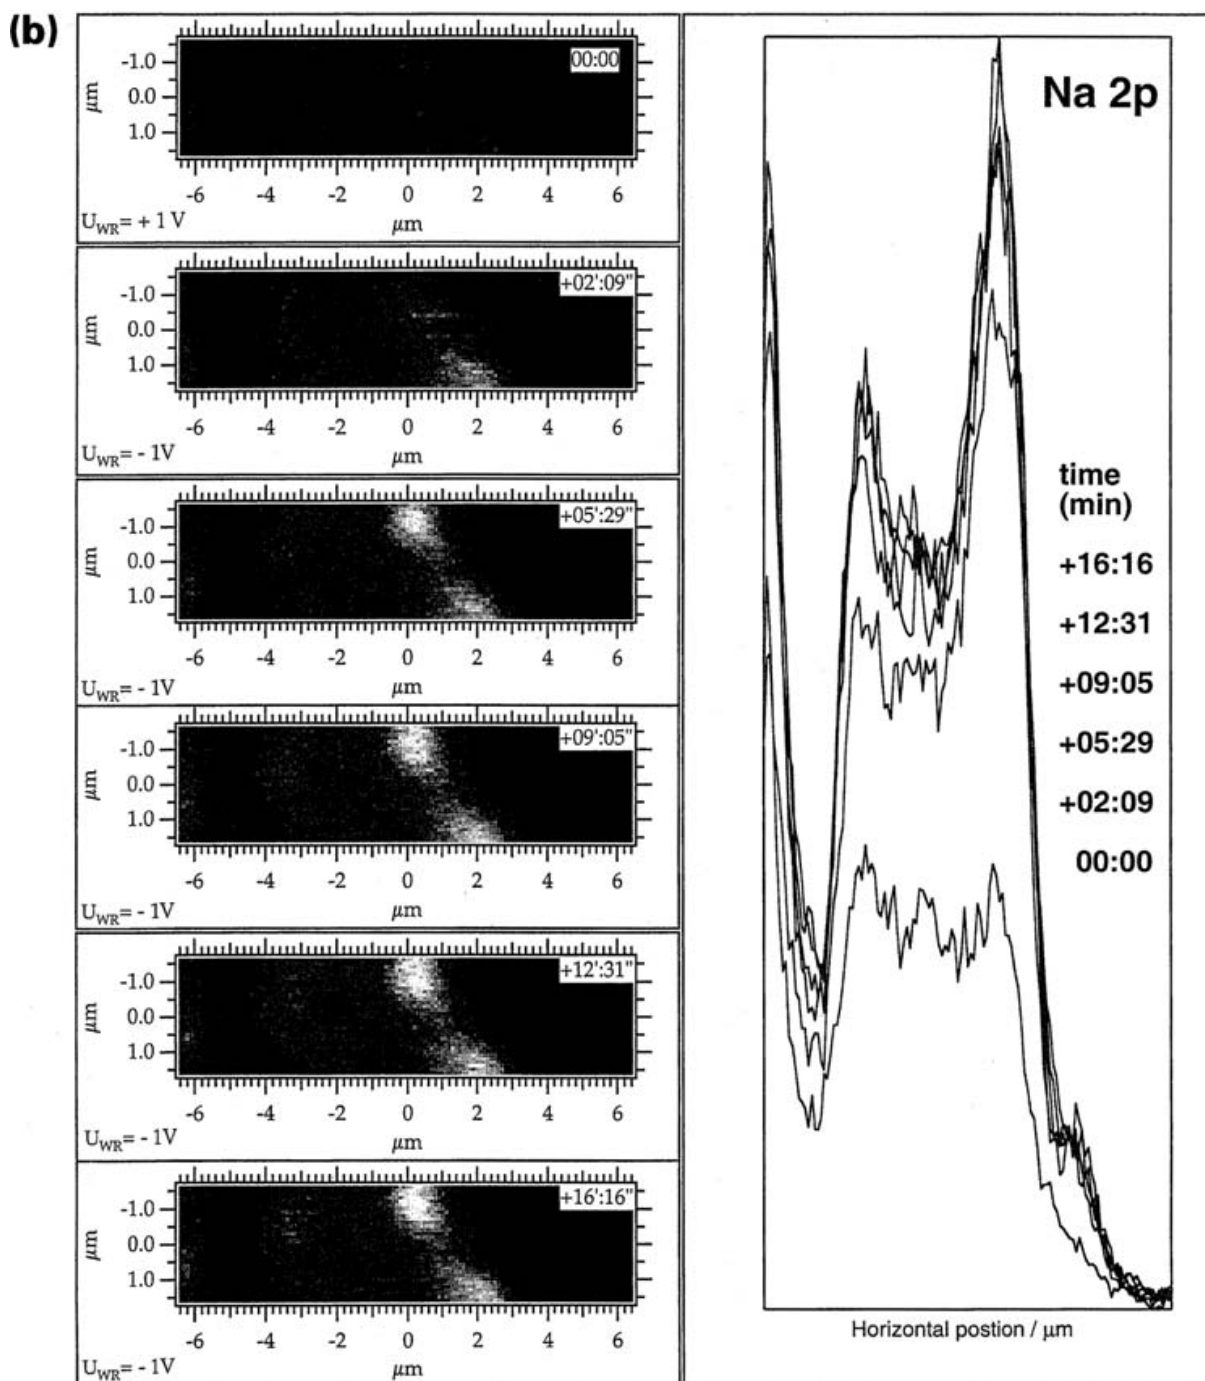 (b)
00:00
-1.0
0.0
1.0
µm
-6 -4 -2 0 2 4 6
µm
U_WR = + 1 V
+02':09"
-1.0
0.0
1.0
µm
-6 -4 -2 0 2 4 6
µm
U_WR = - 1V
+05':29"
-1.0
0.0
1.0
µm
-6 -4 -2 0 2 4 6
µm
U_WR = - 1V
+09':05"
-1.0
0.0
1.0
µm
-6 -4 -2 0 2 4 6
µm
U_WR = - 1V
+12':31"
-1.0
0.0
1.0
µm
-6 -4 -2 0 2 4 6
µm
U_WR = - 1V
+16':16"
-1.0
0.0
1.0
µm
-6 -4 -2 0 2 4 6
µm
U_WR = - 1V
Na 2p
time
(min)
+16:16
+12:31
+09:05
+05:29
+02:09
00:00
Horizontal postion / µm